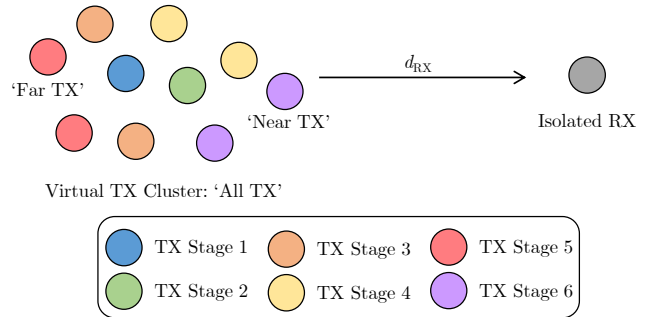 d_RX
‘Far TX’
‘Near TX’
Isolated RX
Virtual TX Cluster: ‘All TX’
TX Stage 1
TX Stage 3
TX Stage 5
TX Stage 2
TX Stage 4
TX Stage 6